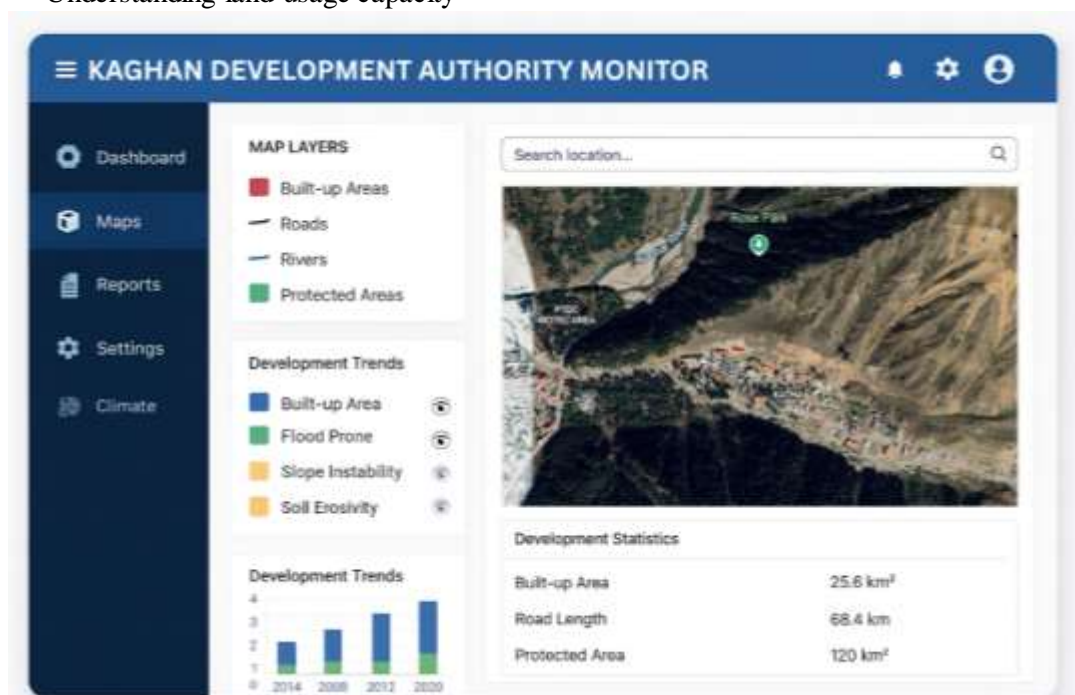 Understanding land-usage capacity
KAGHAN DEVELOPMENT AUTHORITY MONITOR
Dashboard
Maps
Reports
Settings
Climate
MAP LAYERS
Built-up Areas
Roads
Rivers
Protected Areas
Development Trends
Built-up Area
Flood Prone
Slope Instability
Soil Erosivity
Development Trends
4
3
2
1
0
2014 2008 2012 2020
Search location...
Rose Park
Development Statistics
Built-up Area 25.6 km²
Road Length 68.4 km
Protected Area 120 km²